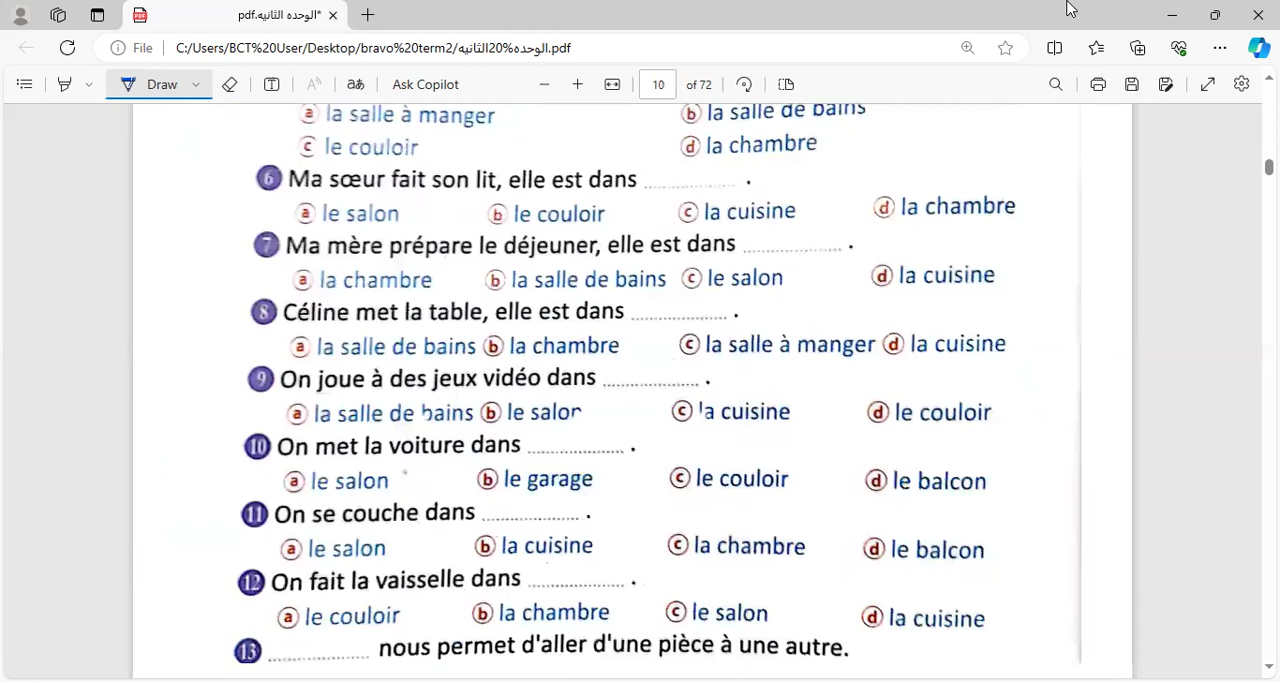 الوحده الثانيه.pdf*
File C:/Users/BCT%20User/Desktop/bravo%20term2/الوحده%20الثانيه.pdf
Draw Ask Copilot 10 of 72
a la salle à manger b la salle de bains
c le couloir d la chambre
6 Ma sœur fait son lit, elle est dans .................... .
a le salon b le couloir c la cuisine d la chambre
7 Ma mère prépare le déjeuner, elle est dans .................... .
a la chambre b la salle de bains c le salon d la cuisine
8 Céline met la table, elle est dans .................... .
a la salle de bains b la chambre c la salle à manger d la cuisine
9 On joue à des jeux vidéo dans .................... .
a la salle de bains b le salon c la cuisine d le couloir
10 On met la voiture dans .................... .
a le salon b le garage c le couloir d le balcon
11 On se couche dans .................... .
a le salon b la cuisine c la chambre d le balcon
12 On fait la vaisselle dans .................... .
a le couloir b la chambre c le salon d la cuisine
13 .................... nous permet d'aller d'une pièce à une autre.